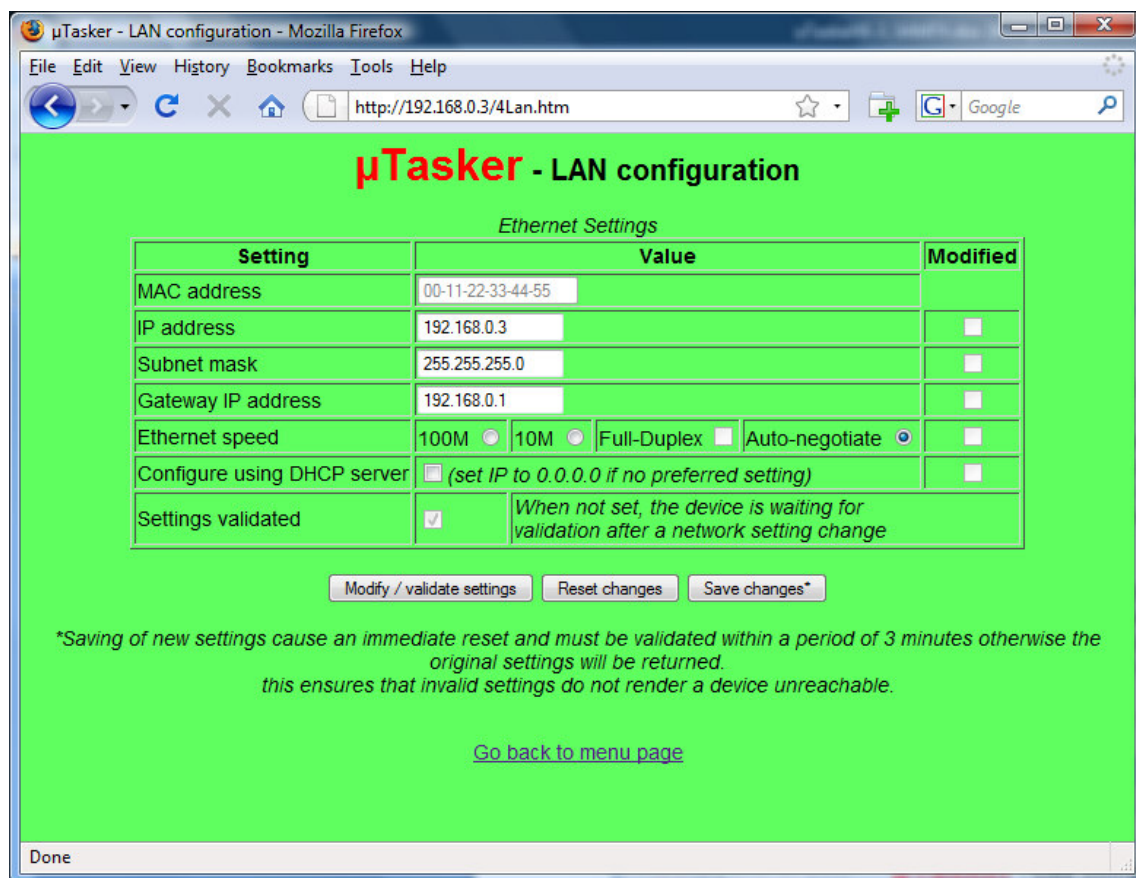 µTasker - LAN configuration - Mozilla Firefox
File Edit View History Bookmarks Tools Help
http://192.168.0.3/4Lan.htm
G Google
µTasker - LAN configuration
Ethernet Settings
Setting Value Modified
MAC address 00-11-22-33-44-55
IP address 192.168.0.3
Subnet mask 255.255.255.0
Gateway IP address 192.168.0.1
Ethernet speed 100M 10M Full-Duplex Auto-negotiate
Configure using DHCP server (set IP to 0.0.0.0 if no preferred setting)
Settings validated When not set, the device is waiting for
validation after a network setting change
Modify / validate settings Reset changes Save changes*
*Saving of new settings cause an immediate reset and must be validated within a period of 3 minutes otherwise the
original settings will be returned.
this ensures that invalid settings do not render a device unreachable.
Go back to menu page
Done